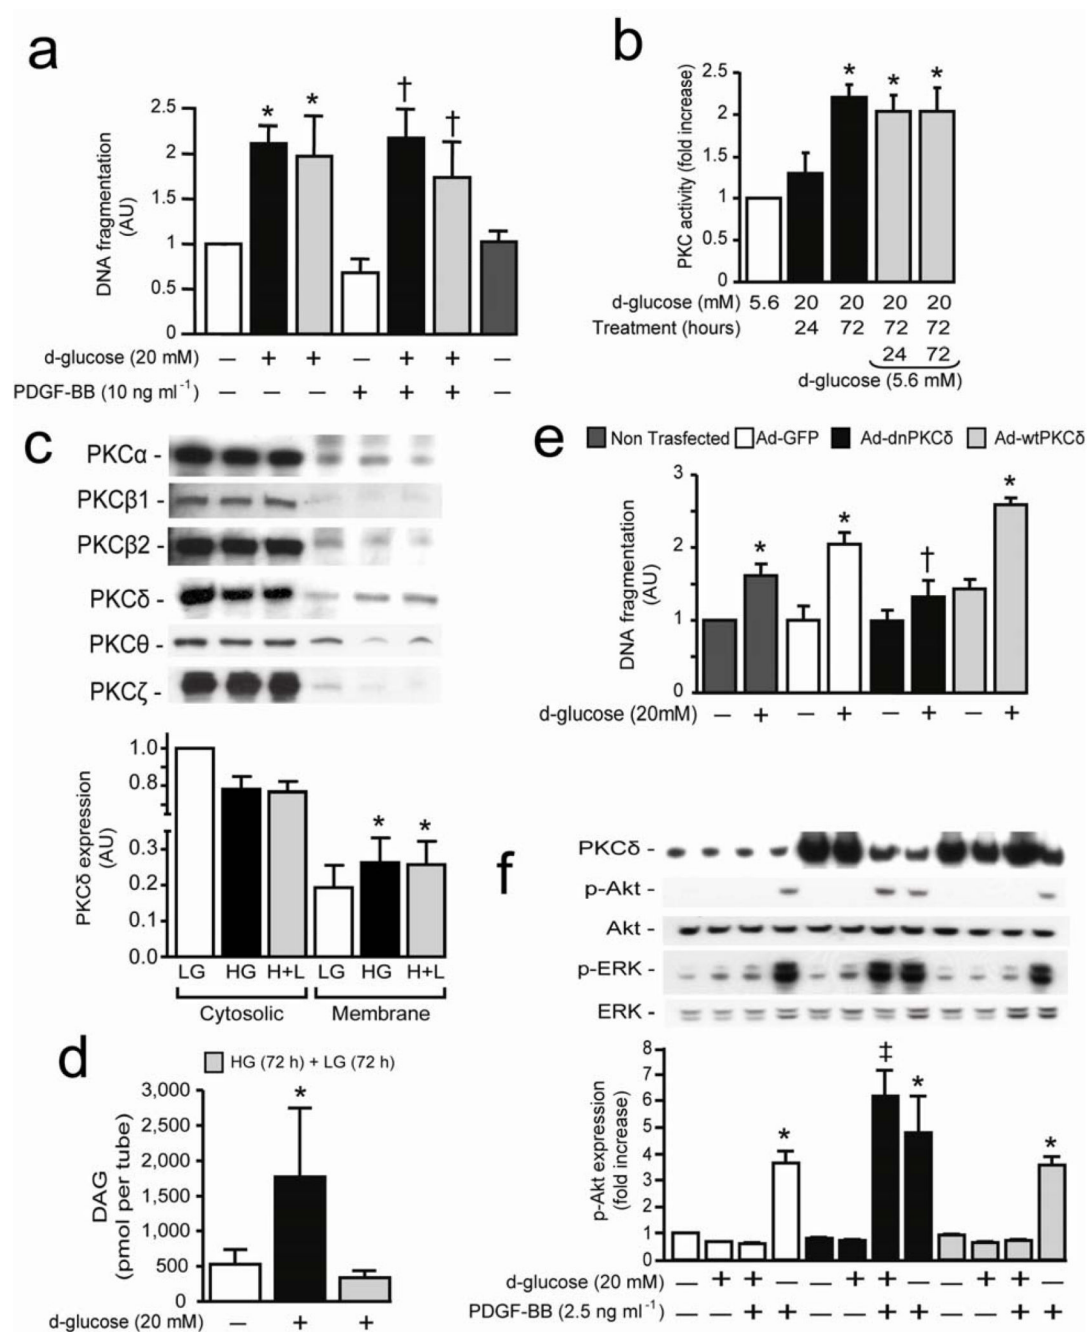 a
2.5
2
1.5
1
0.5
0
DNA fragmentation
(AU)
* * † †
d-glucose (20 mM) – + + – + + –
PDGF-BB (10 ng ml⁻¹) – – – + + + –
b
2.5
2
1.5
1
0.5
0
PKC activity (fold increase)
* * *
d-glucose (mM) 5.6 20 20 20 20
Treatment (hours) 24 72 72 72
24 72
d-glucose (5.6 mM)
c
PKCα -
PKCβ1 -
PKCβ2 -
PKCδ -
PKCθ -
PKCζ -
1.0
0.8
0.3
0.2
0.1
0.0
PKCδ expression
(AU)
* *
LG HG H+L LG HG H+L
Cytosolic Membrane
d
HG (72 h) + LG (72 h)
3,000
2,500
2,000
1,500
1,000
500
0
DAG
(pmol per tube)
*
d-glucose (20 mM) – + +
e
Non Trasfected Ad-GFP Ad-dnPKCδ Ad-wtPKCδ
3
2
1
0
DNA fragmentation
(AU)
* * † *
d-glucose (20mM) – + – + – + – +
f
PKCδ -
p-Akt -
Akt -
p-ERK -
ERK -
8
7
6
5
4
2
1
0
p-Akt expression
(fold increase)
* ‡ * *
d-glucose (20 mM) – + + – – + + – – + + –
PDGF-BB (2.5 ng ml⁻¹) – – + + – – + + – – + +